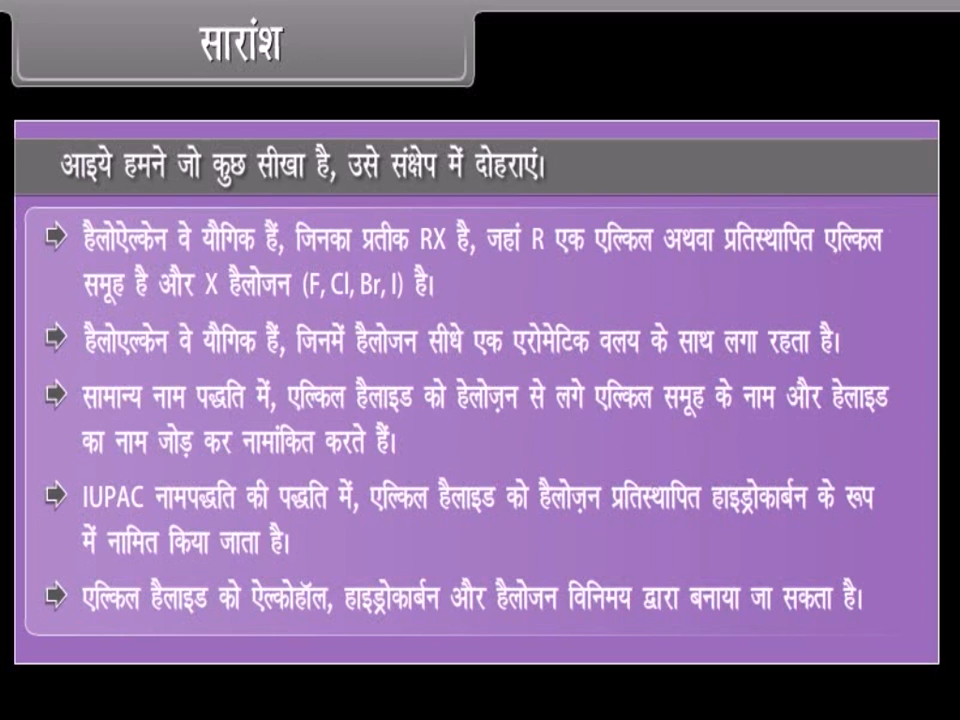 सारांश
आइये हमने जो कुछ सीखा है, उसे संक्षेप में दोहराएं।
हैलोऐल्केन वे यौगिक हैं, जिनका प्रतीक RX है, जहां R एक एल्किल अथवा प्रतिस्थापित एल्किल
समूह है और X हैलोजन (F, Cl, Br, I) है।
हैलोएल्केन वे यौगिक हैं, जिनमें हैलोजन सीधे एक एरोमेटिक वलय के साथ लगा रहता है।
सामान्य नाम पद्धति में, एल्किल हैलाइड को हेलोज़न से लगे एल्किल समूह के नाम और हेलाइड
का नाम जोड़ कर नामांकित करते हैं।
IUPAC नामपद्धति की पद्धति में, एल्किल हैलाइड को हैलोज़न प्रतिस्थापित हाइड्रोकार्बन के रूप
में नामित किया जाता है।
एल्किल हैलाइड को ऐल्कोहॉल, हाइड्रोकार्बन और हैलोजन विनिमय द्वारा बनाया जा सकता है।